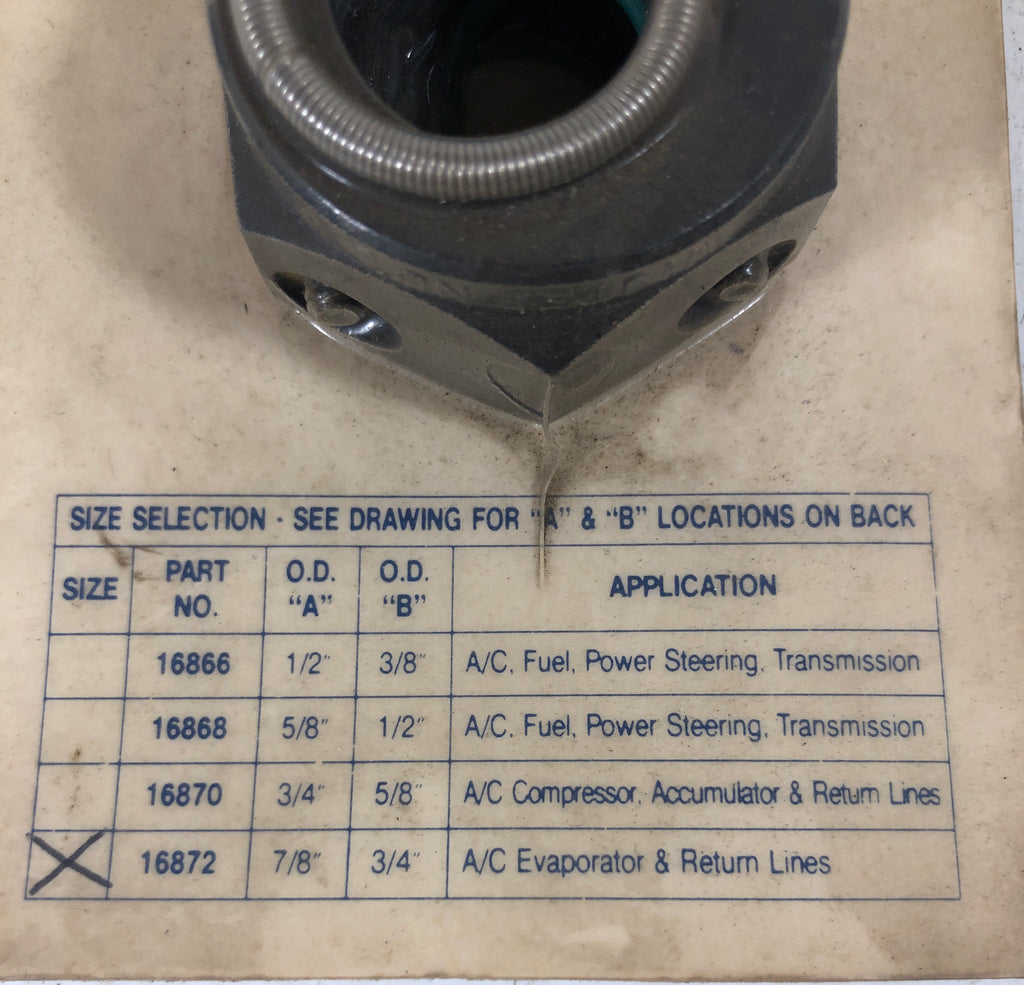 SIZE SELECTION · SEE DRAWING FOR "A" & "B" LOCATIONS ON BACK
SIZE PART NO. O.D. "A" O.D. "B" APPLICATION
16866 1/2" 3/8" A/C, Fuel, Power Steering, Transmission
16868 5/8" 1/2" A/C, Fuel, Power Steering, Transmission
16870 3/4" 5/8" A/C Compressor, Accumulator & Return Lines
X 16872 7/8" 3/4" A/C Evaporator & Return Lines